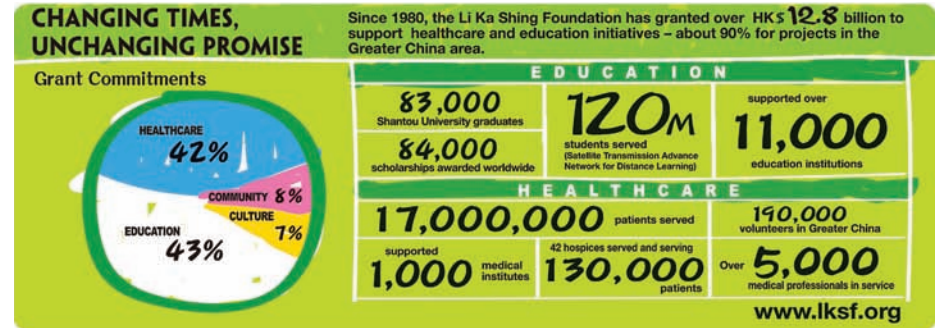 CHANGING TIMES,
UNCHANGING PROMISE
Since 1980, the Li Ka Shing Foundation has granted over HK$ 12.8 billion to
support healthcare and education initiatives – about 90% for projects in the
Greater China area.
Grant Commitments
HEALTHCARE
42%
COMMUNITY 8%
CULTURE
7%
EDUCATION
43%
EDUCATION
83,000
Shantou University graduates
84,000
scholarships awarded worldwide
120M
students served
(Satellite Transmission Advance
Network for Distance Learning)
supported over
11,000
education institutions
HEALTHCARE
17,000,000 patients served
190,000
volunteers in Greater China
supported
1,000 medical
institutes
42 hospices served and serving
130,000
patients
Over 5,000
medical professionals in service
www.lksf.org